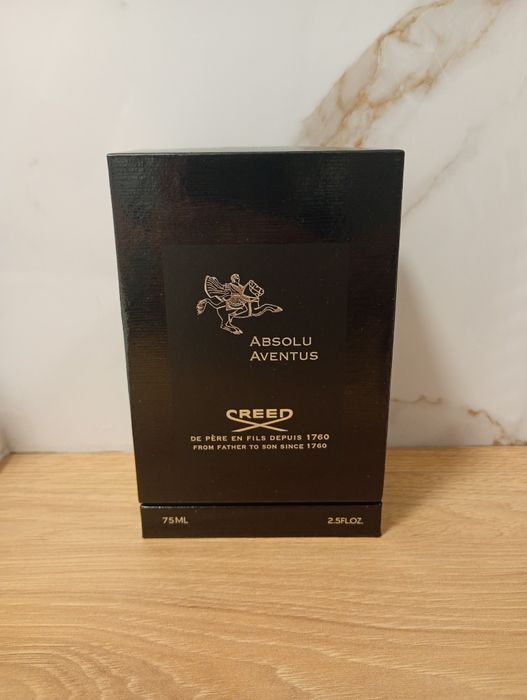 ABSOLU
AVENTUS
CREED
DE PÈRE EN FILS DEPUIS 1760
FROM FATHER TO SON SINCE 1760
75ML 2.5FLOZ.